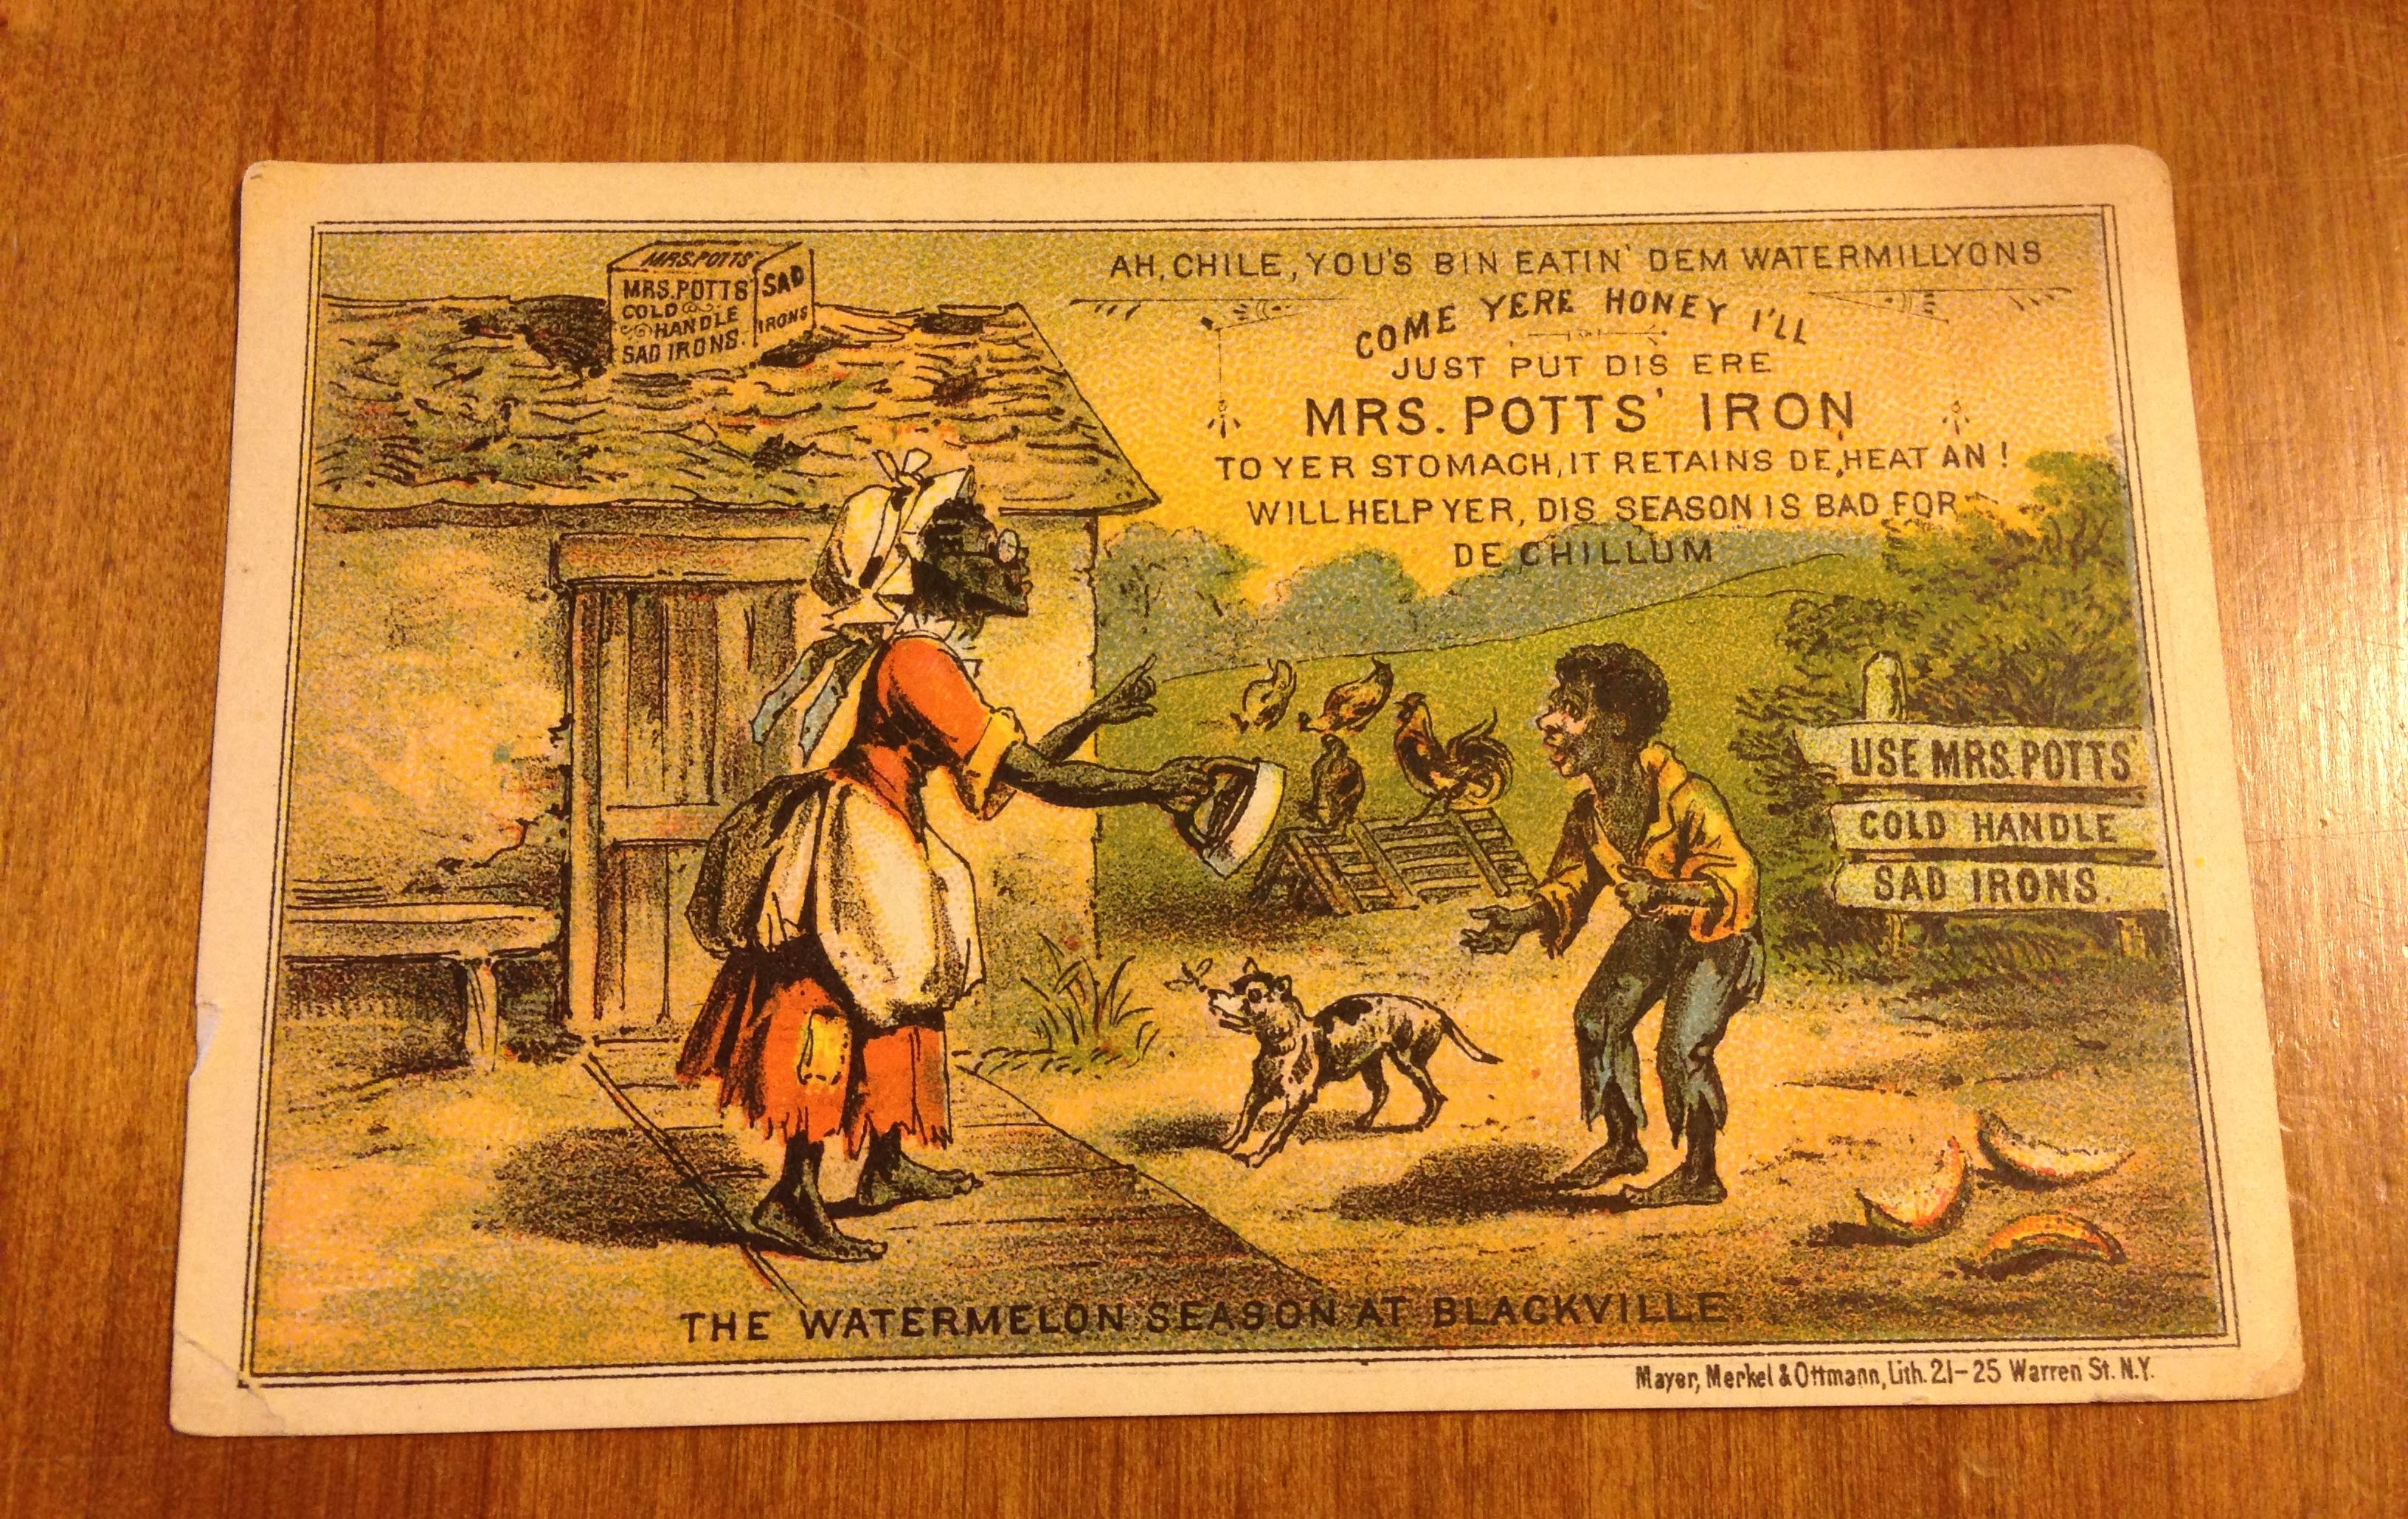 MRS. POTTS'
MRS. POTTS'
COLD
HANDLE
SAD IRONS.
SAD
IRONS
AH, CHILE, YOU'S BIN EATIN' DEM WATERMILLYONS
COME YERE HONEY I'LL
JUST PUT DIS ERE
MRS. POTTS' IRON
TO YER STOMACH, IT RETAINS DE, HEAT AN!
WILL HELP YER, DIS SEASON IS BAD FOR
DE CHILLUM
USE MRS. POTTS'
COLD HANDLE
SAD IRONS.
THE WATERMELON SEASON AT BLACKVILLE.
Mayer, Merkel & Ottmann, Lith. 21-25 Warren St. N.Y.